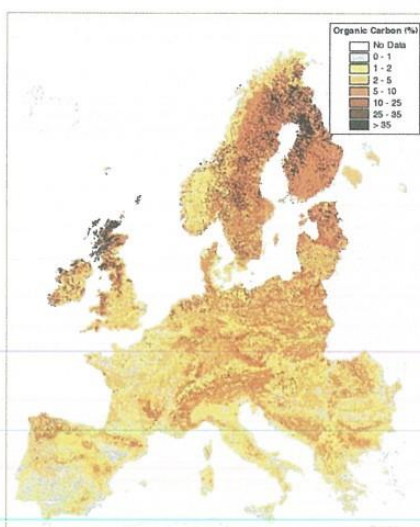 Organic Carbon (%)
No Data
0 - 1
1 - 2
2 - 5
5 - 10
10 - 25
25 - 35
> 35